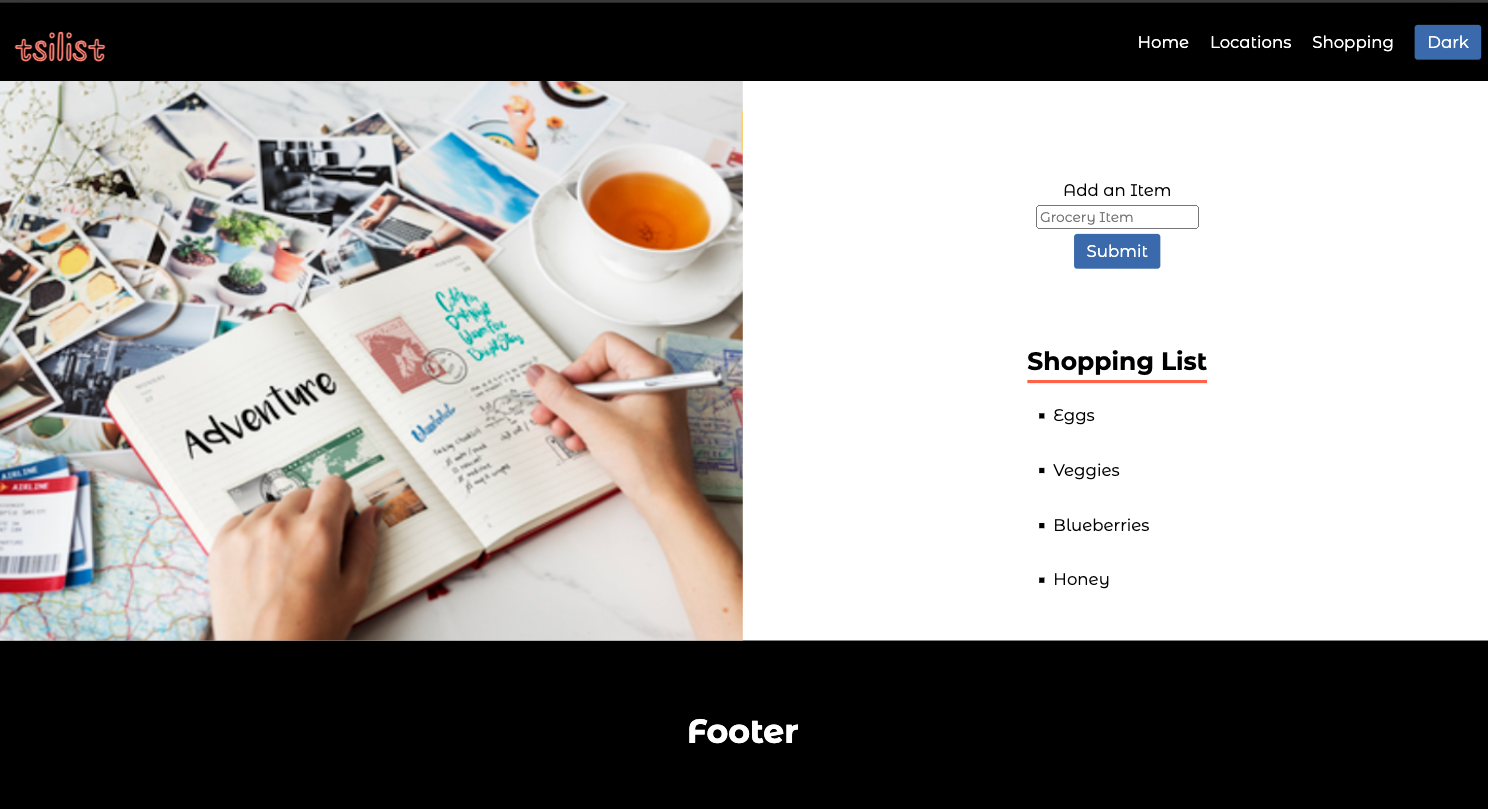 tsilist
Home Locations Shopping Dark
Add an Item
Grocery Item
Submit
Shopping List
Eggs
Veggies
Blueberries
Honey
Adventure
AIRLINE
AIRLINE
Footer